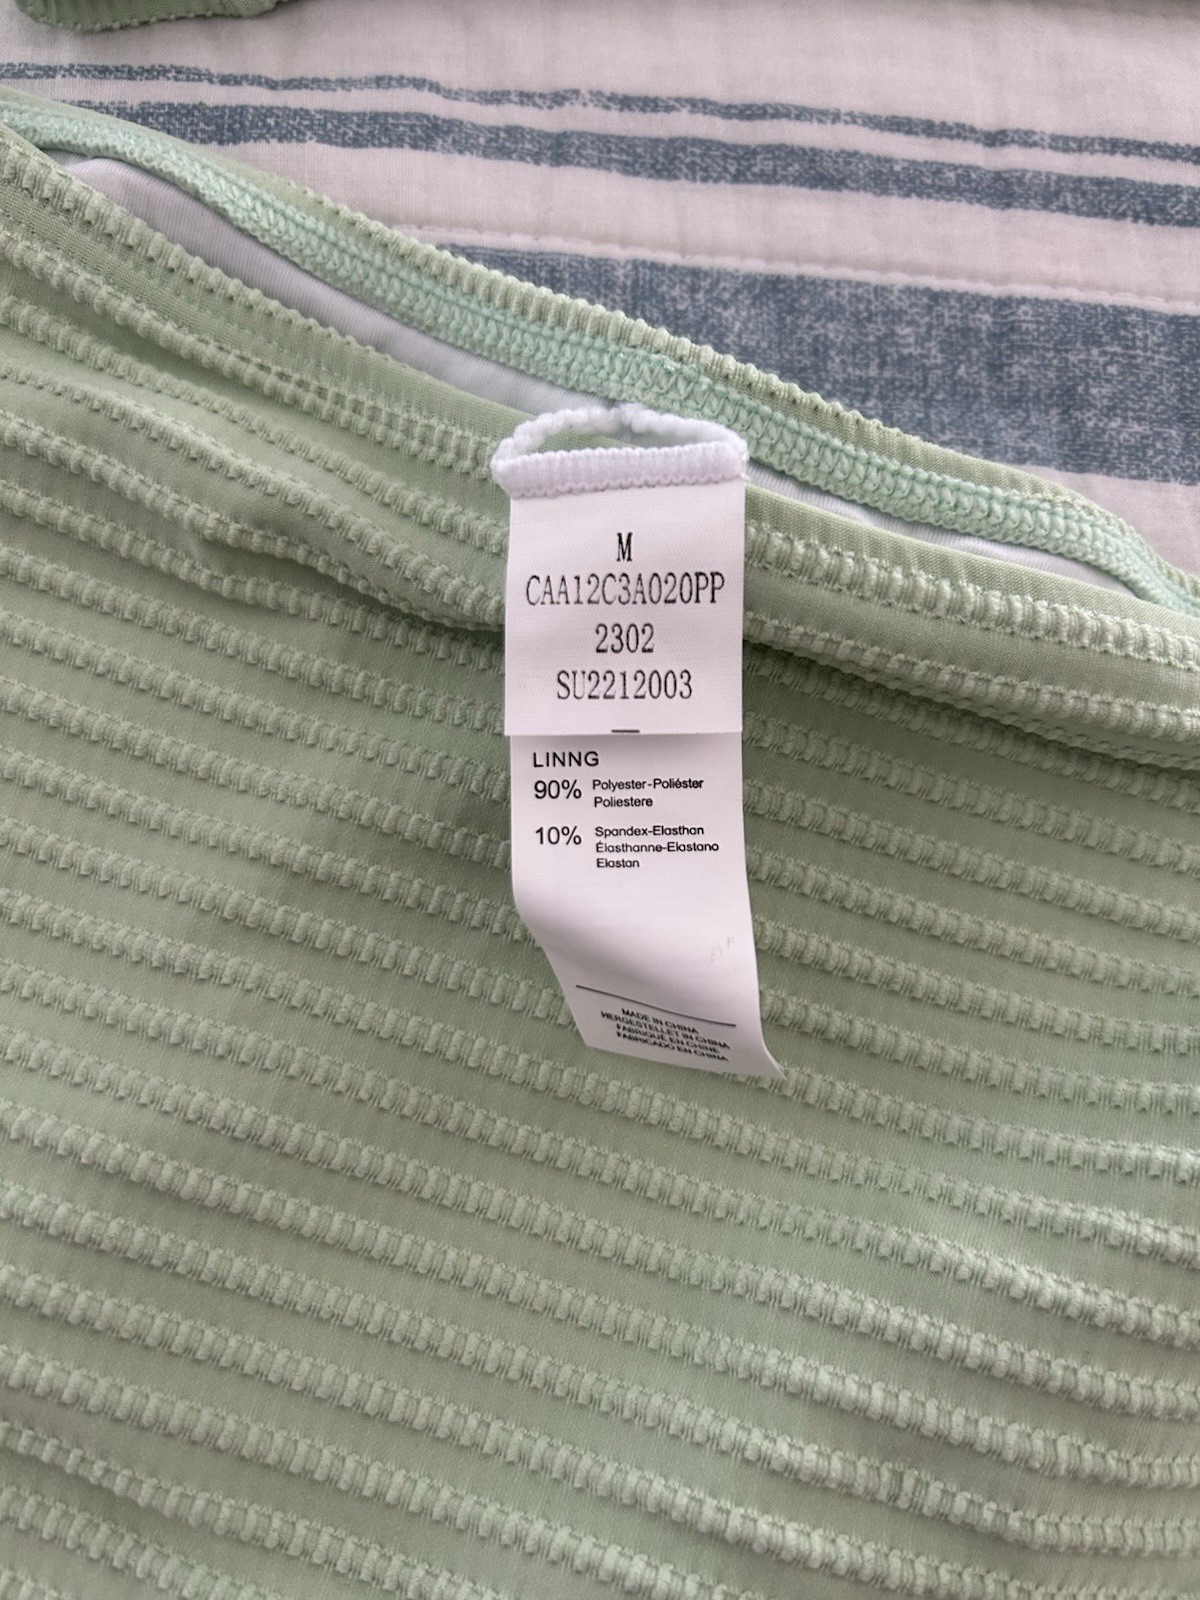 M
CAA12C3A020PP
2302
SU2212003
LINNG
90% Polyester-Poliéster
Poliestere
10% Spandex-Elasthan
Élasthanne-Elastano
Elastan
MADE IN CHINA
HERGESTELLET IN CHINA
FABRIQUÉ EN CHINE
FABRICADO EN CHINA